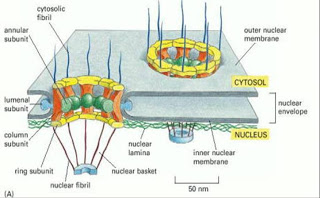 cytosolic
fibril
annular
subunit
outer nuclear
membrane
CYTOSOL
lumenal
subunit
nuclear
envelope
column
subunit
NUCLEUS
nuclear
lamina
inner nuclear
membrane
ring subunit
nuclear basket
nuclear fibril
50 nm
(A)